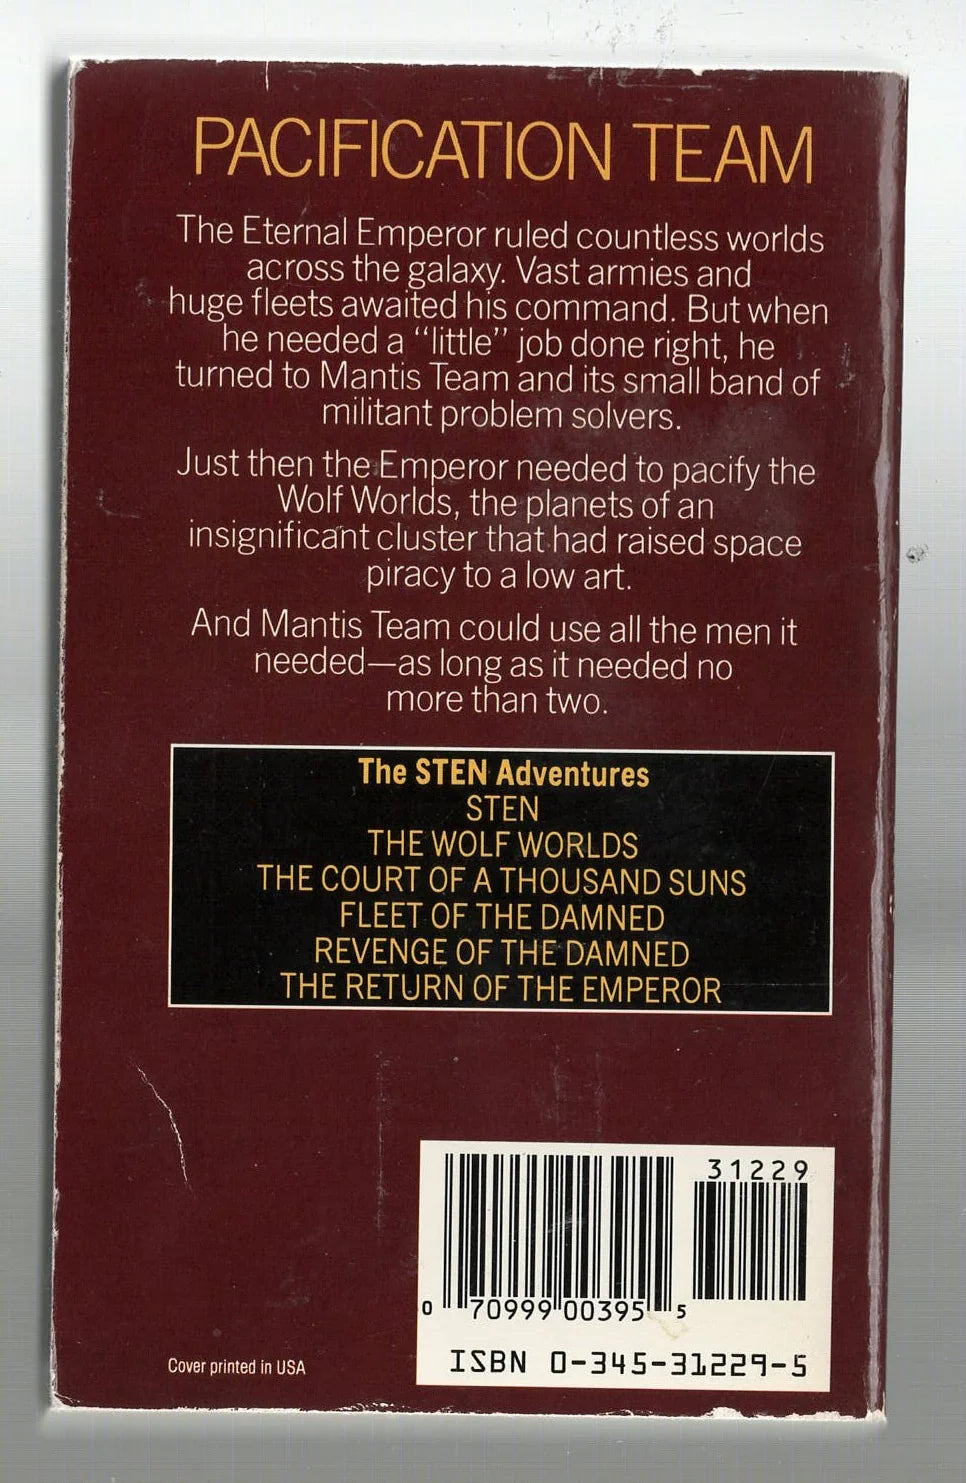 PACIFICATION TEAM
The Eternal Emperor ruled countless worlds
across the galaxy. Vast armies and
huge fleets awaited his command. But when
he needed a "little" job done right, he
turned to Mantis Team and its small band of
militant problem solvers.
Just then the Emperor needed to pacify the
Wolf Worlds, the planets of an
insignificant cluster that had raised space
piracy to a low art.
And Mantis Team could use all the men it
needed—as long as it needed no
more than two.
The STEN Adventures
STEN
THE WOLF WORLDS
THE COURT OF A THOUSAND SUNS
FLEET OF THE DAMNED
REVENGE OF THE DAMNED
THE RETURN OF THE EMPEROR
31229
0 70999 00395 5
ISBN 0-345-31229-5
Cover printed in USA